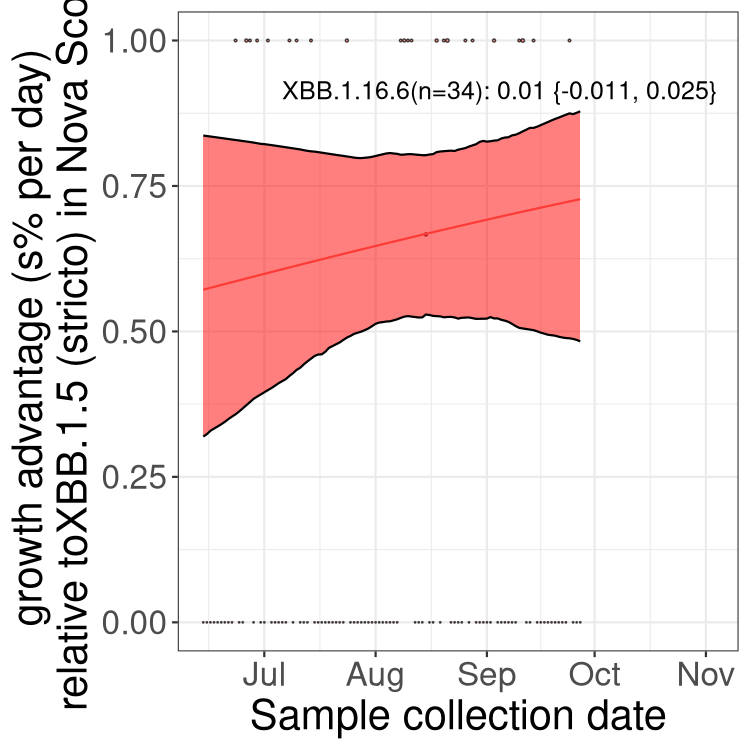 growth advantage (s% per day)
relative toXBB.1.5 (stricto) in Nova Sco
1.00
0.75
0.50
0.25
0.00
XBB.1.16.6(n=34): 0.01 {-0.011, 0.025}
Jul Aug Sep Oct Nov
Sample collection date